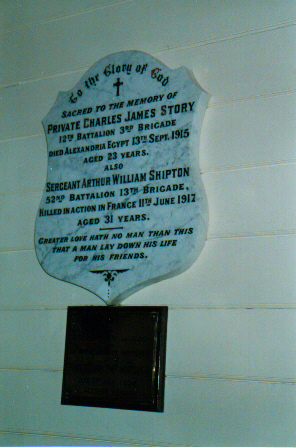 To the Glory of God
SACRED TO THE MEMORY OF
PRIVATE CHARLES JAMES STORY
12TH BATTALION 3RD BRIGADE
DIED ALEXANDRIA EGYPT 13TH SEPT. 1915
AGED 23 YEARS.
ALSO
SERGEANT ARTHUR WILLIAM SHIPTON
52ND BATTALION 13TH BRIGADE,
KILLED IN ACTION IN FRANCE 11TH JUNE 1917
AGED 31 YEARS.
GREATER LOVE HATH NO MAN THAN THIS
THAT A MAN LAY DOWN HIS LIFE
FOR HIS FRIENDS.